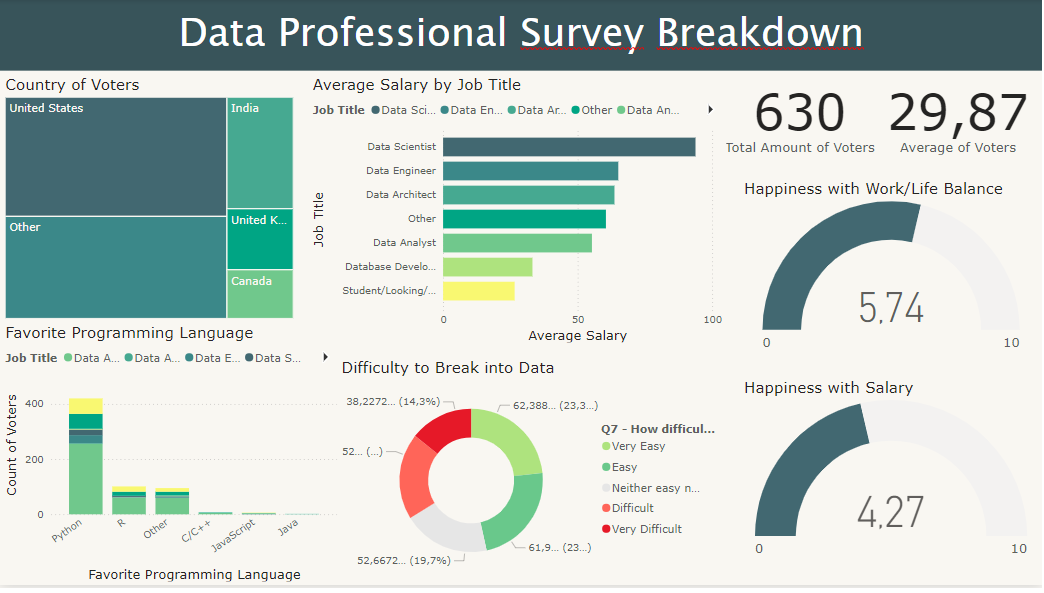 Data Professional Survey Breakdown
Country of Voters
United States
India
Other
United K...
Canada
Average Salary by Job Title
Job Title Data Sci... Data En... Data Ar... Other Data An...
Job Title
Data Scientist
Data Engineer
Data Architect
Other
Data Analyst
Database Develo...
Student/Looking/...
0 50 100
Average Salary
630
Total Amount of Voters
29,87
Average of Voters
Happiness with Work/Life Balance
5,74
0 10
Favorite Programming Language
Job Title Data A... Data A... Data E... Data S...
Count of Voters
400
200
0
Python R Other C/C++ JavaScript Java
Favorite Programming Language
Difficulty to Break into Data
38,2272... (14,3%)
62,388... (23,3...)
52... (...)
61,9... (23...)
52,6672... (19,7%)
Q7 - How difficul...
Very Easy
Easy
Neither easy n...
Difficult
Very Difficult
Happiness with Salary
4,27
0 10